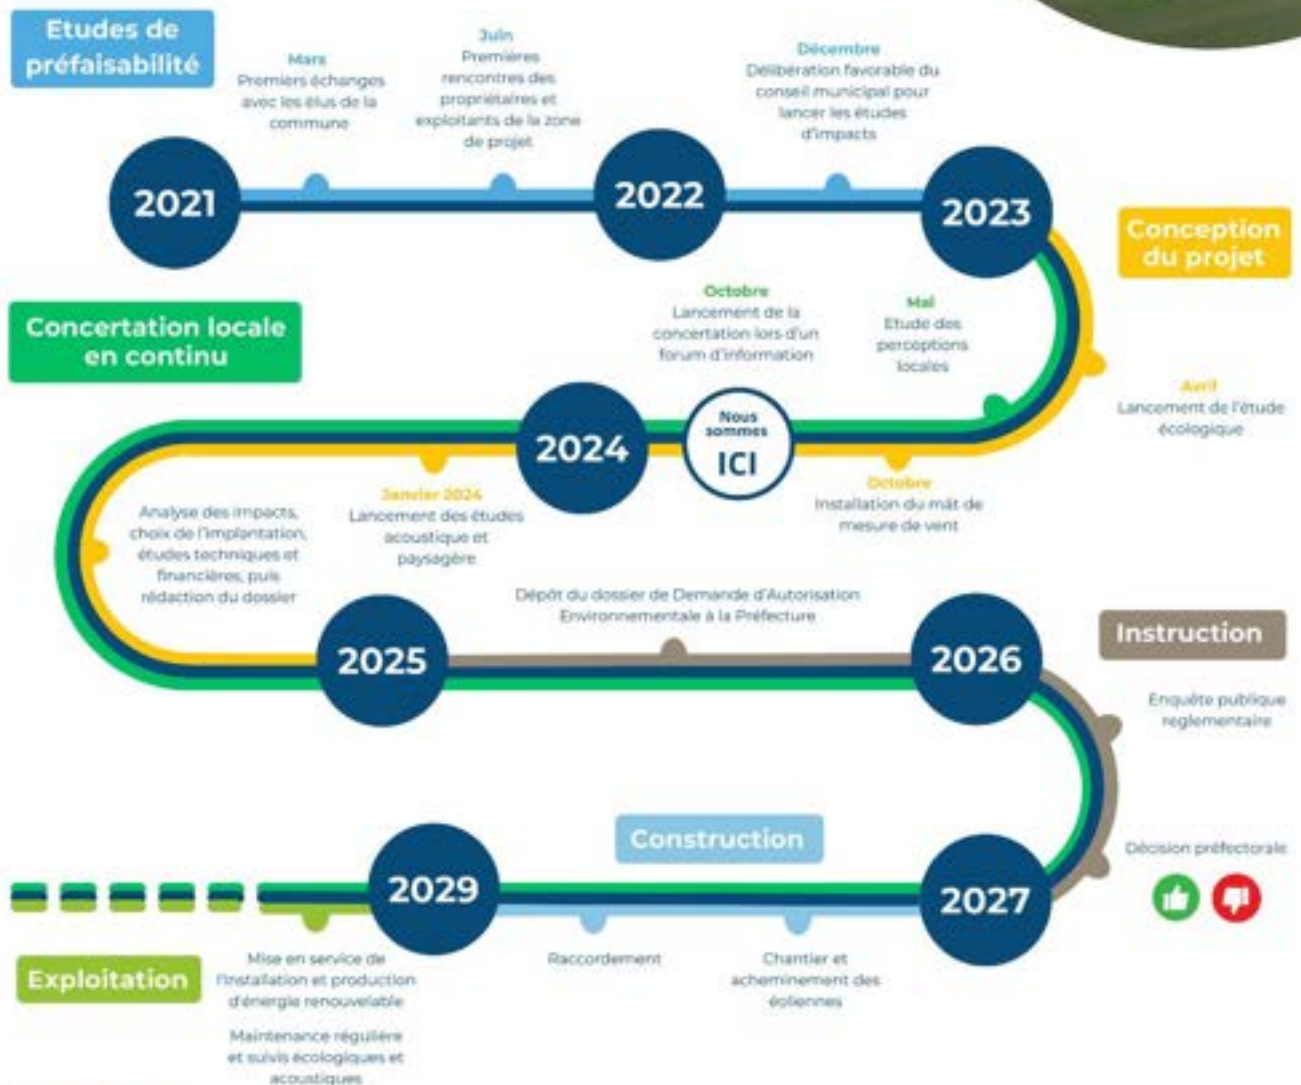 Etudes de
préfaisabilité
Mars
Premiers échanges
avec les élus de la
commune
Juin
Premières
rencontres des
propriétaires et
exploitants de la zone
de projet
Décembre
Délibération favorable du
conseil municipal pour
lancer les études
d'impacts
2021
2022
2023
Conception
du projet
Concertation locale
en continu
Octobre
Lancement de la
concertation lors d'un
forum d'information
Mai
Etude des
perceptions
locales
Avril
Lancement de l'étude
écologique
2024
Nous
sommes
ICI
Octobre
Installation du mât de
mesure de vent
Janvier 2024
Lancement des études
acoustique et
paysagère
Analyse des impacts,
choix de l'implantation,
études techniques et
financières, puis
rédaction du dossier
Dépôt du dossier de Demande d'Autorisation
Environnementale à la Préfecture
2025
2026
Instruction
Enquête publique
reglementaire
Décision préfectorale
Construction
2029
2027
Raccordement
Chantier et
acheminement des
éoliennes
Exploitation
Mise en service de
l'installation et production
d'énergie renouvelable
Maintenance régulière
et suivis écologiques et
acoustiques